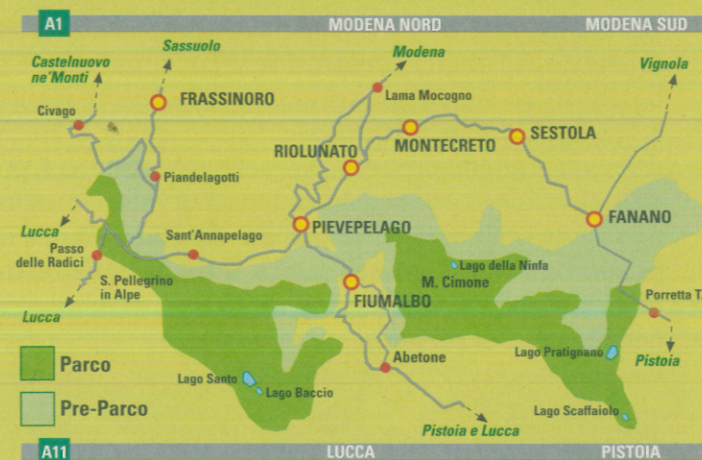 A1 MODENA NORD MODENA SUD
Sassuolo
Castelnuovo
ne'Monti
Modena
Vignola
Civago
FRASSINORO
Lama Mocogno
RIOLUNATO
MONTECRETO
SESTOLA
Piandelagotti
PIEVEPELAGO
FANANO
Lucca
Sant'Annapelago
Passo
delle Radici
S. Pellegrino
in Alpe
Lago della Ninfa
M. Cimone
FIUMALBO
Porretta T.
Lucca
Parco
Abetone
Lago Pratignano
Pistoia
Lago Santo
Lago Baccio
Pre-Parco
Lago Scaffaiolo
Pistoia e Lucca
A11 LUCCA PISTOIA